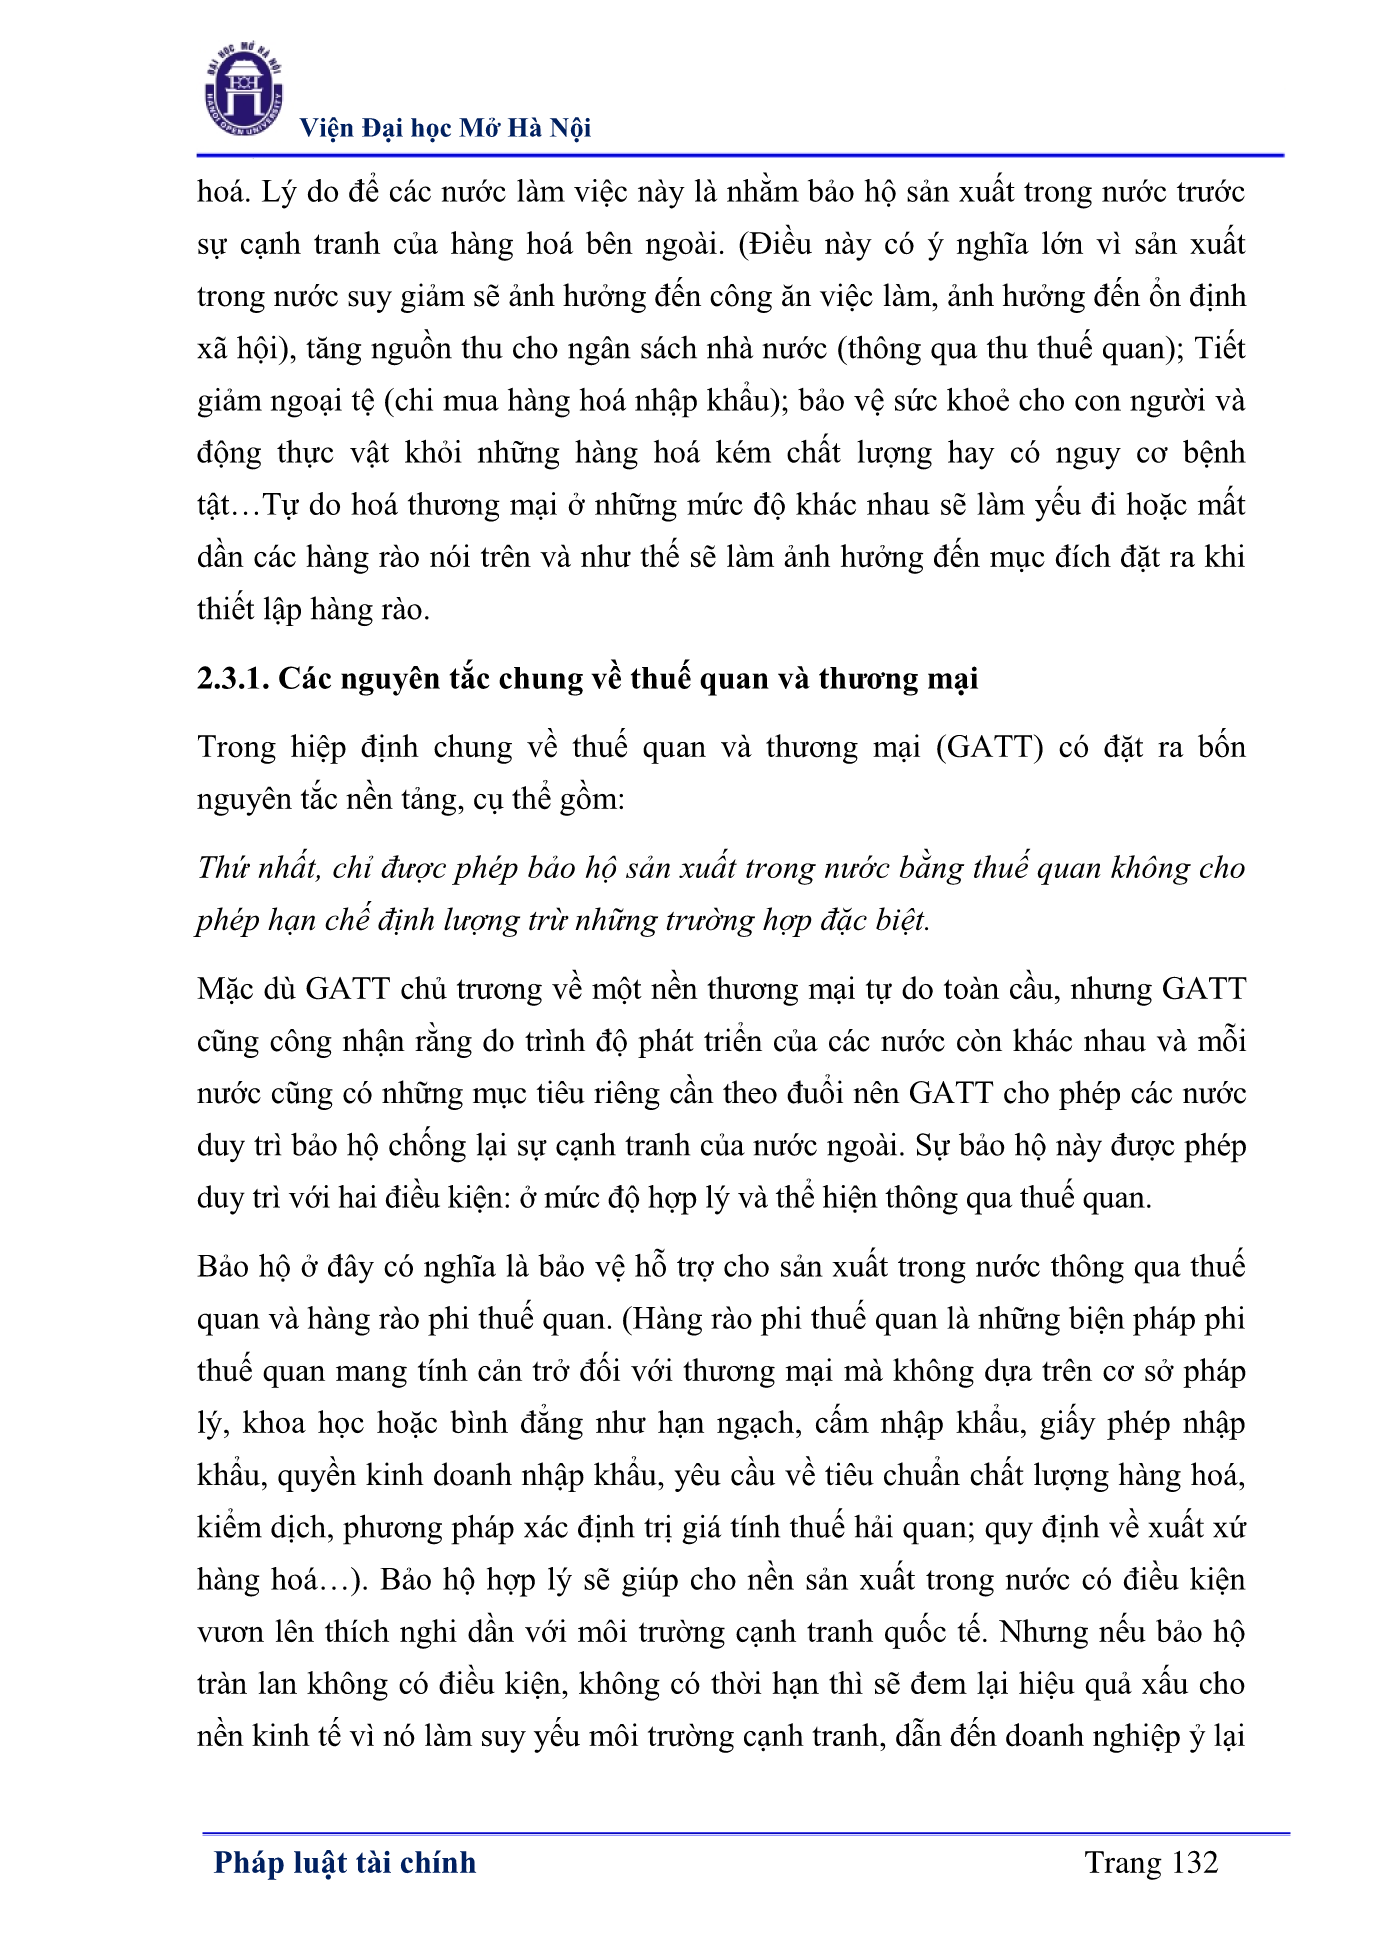 ĐẠI HỌC MỞ HÀ NỘI
HANOI OPEN UNIVERSITY
Viện Đại học Mở Hà Nội
hoá. Lý do để các nước làm việc này là nhằm bảo hộ sản xuất trong nước trước
sự cạnh tranh của hàng hoá bên ngoài. (Điều này có ý nghĩa lớn vì sản xuất
trong nước suy giảm sẽ ảnh hưởng đến công ăn việc làm, ảnh hưởng đến ổn định
xã hội), tăng nguồn thu cho ngân sách nhà nước (thông qua thu thuế quan); Tiết
giảm ngoại tệ (chi mua hàng hoá nhập khẩu); bảo vệ sức khoẻ cho con người và
động thực vật khỏi những hàng hoá kém chất lượng hay có nguy cơ bệnh
tật…Tự do hoá thương mại ở những mức độ khác nhau sẽ làm yếu đi hoặc mất
dần các hàng rào nói trên và như thế sẽ làm ảnh hưởng đến mục đích đặt ra khi
thiết lập hàng rào.
2.3.1. Các nguyên tắc chung về thuế quan và thương mại
Trong hiệp định chung về thuế quan và thương mại (GATT) có đặt ra bốn
nguyên tắc nền tảng, cụ thể gồm:
Thứ nhất, chỉ được phép bảo hộ sản xuất trong nước bằng thuế quan không cho
phép hạn chế định lượng trừ những trường hợp đặc biệt.
Mặc dù GATT chủ trương về một nền thương mại tự do toàn cầu, nhưng GATT
cũng công nhận rằng do trình độ phát triển của các nước còn khác nhau và mỗi
nước cũng có những mục tiêu riêng cần theo đuổi nên GATT cho phép các nước
duy trì bảo hộ chống lại sự cạnh tranh của nước ngoài. Sự bảo hộ này được phép
duy trì với hai điều kiện: ở mức độ hợp lý và thể hiện thông qua thuế quan.
Bảo hộ ở đây có nghĩa là bảo vệ hỗ trợ cho sản xuất trong nước thông qua thuế
quan và hàng rào phi thuế quan. (Hàng rào phi thuế quan là những biện pháp phi
thuế quan mang tính cản trở đối với thương mại mà không dựa trên cơ sở pháp
lý, khoa học hoặc bình đẳng như hạn ngạch, cấm nhập khẩu, giấy phép nhập
khẩu, quyền kinh doanh nhập khẩu, yêu cầu về tiêu chuẩn chất lượng hàng hoá,
kiểm dịch, phương pháp xác định trị giá tính thuế hải quan; quy định về xuất xứ
hàng hoá…). Bảo hộ hợp lý sẽ giúp cho nền sản xuất trong nước có điều kiện
vươn lên thích nghi dần với môi trường cạnh tranh quốc tế. Nhưng nếu bảo hộ
tràn lan không có điều kiện, không có thời hạn thì sẽ đem lại hiệu quả xấu cho
nền kinh tế vì nó làm suy yếu môi trường cạnh tranh, dẫn đến doanh nghiệp ỷ lại
Pháp luật tài chính
Trang 132